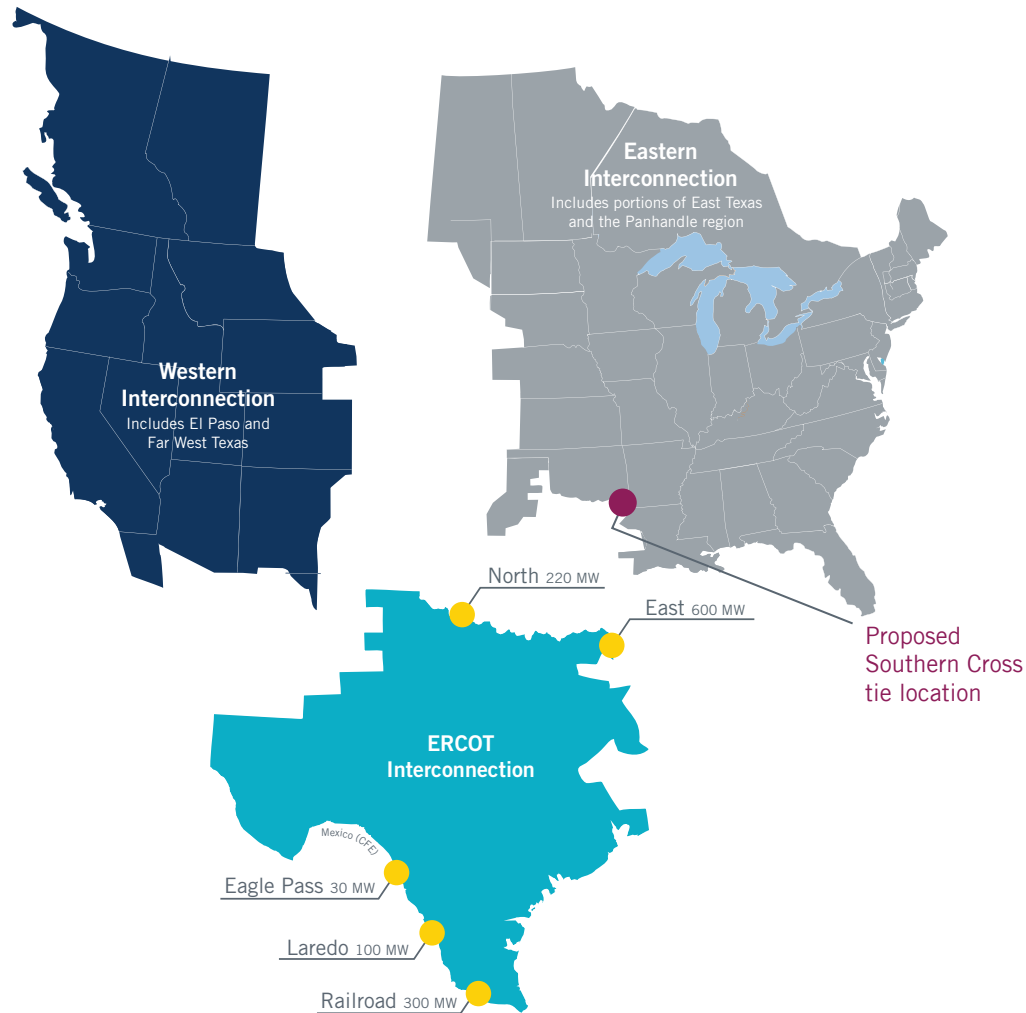 Eastern
Interconnection
Includes portions of East Texas
and the Panhandle region
Western
Interconnection
Includes El Paso and
Far West Texas
North 220 MW
East 600 MW
Proposed
Southern Cross
tie location
ERCOT
Interconnection
Mexico (CFE)
Eagle Pass 30 MW
Laredo 100 MW
Railroad 300 MW